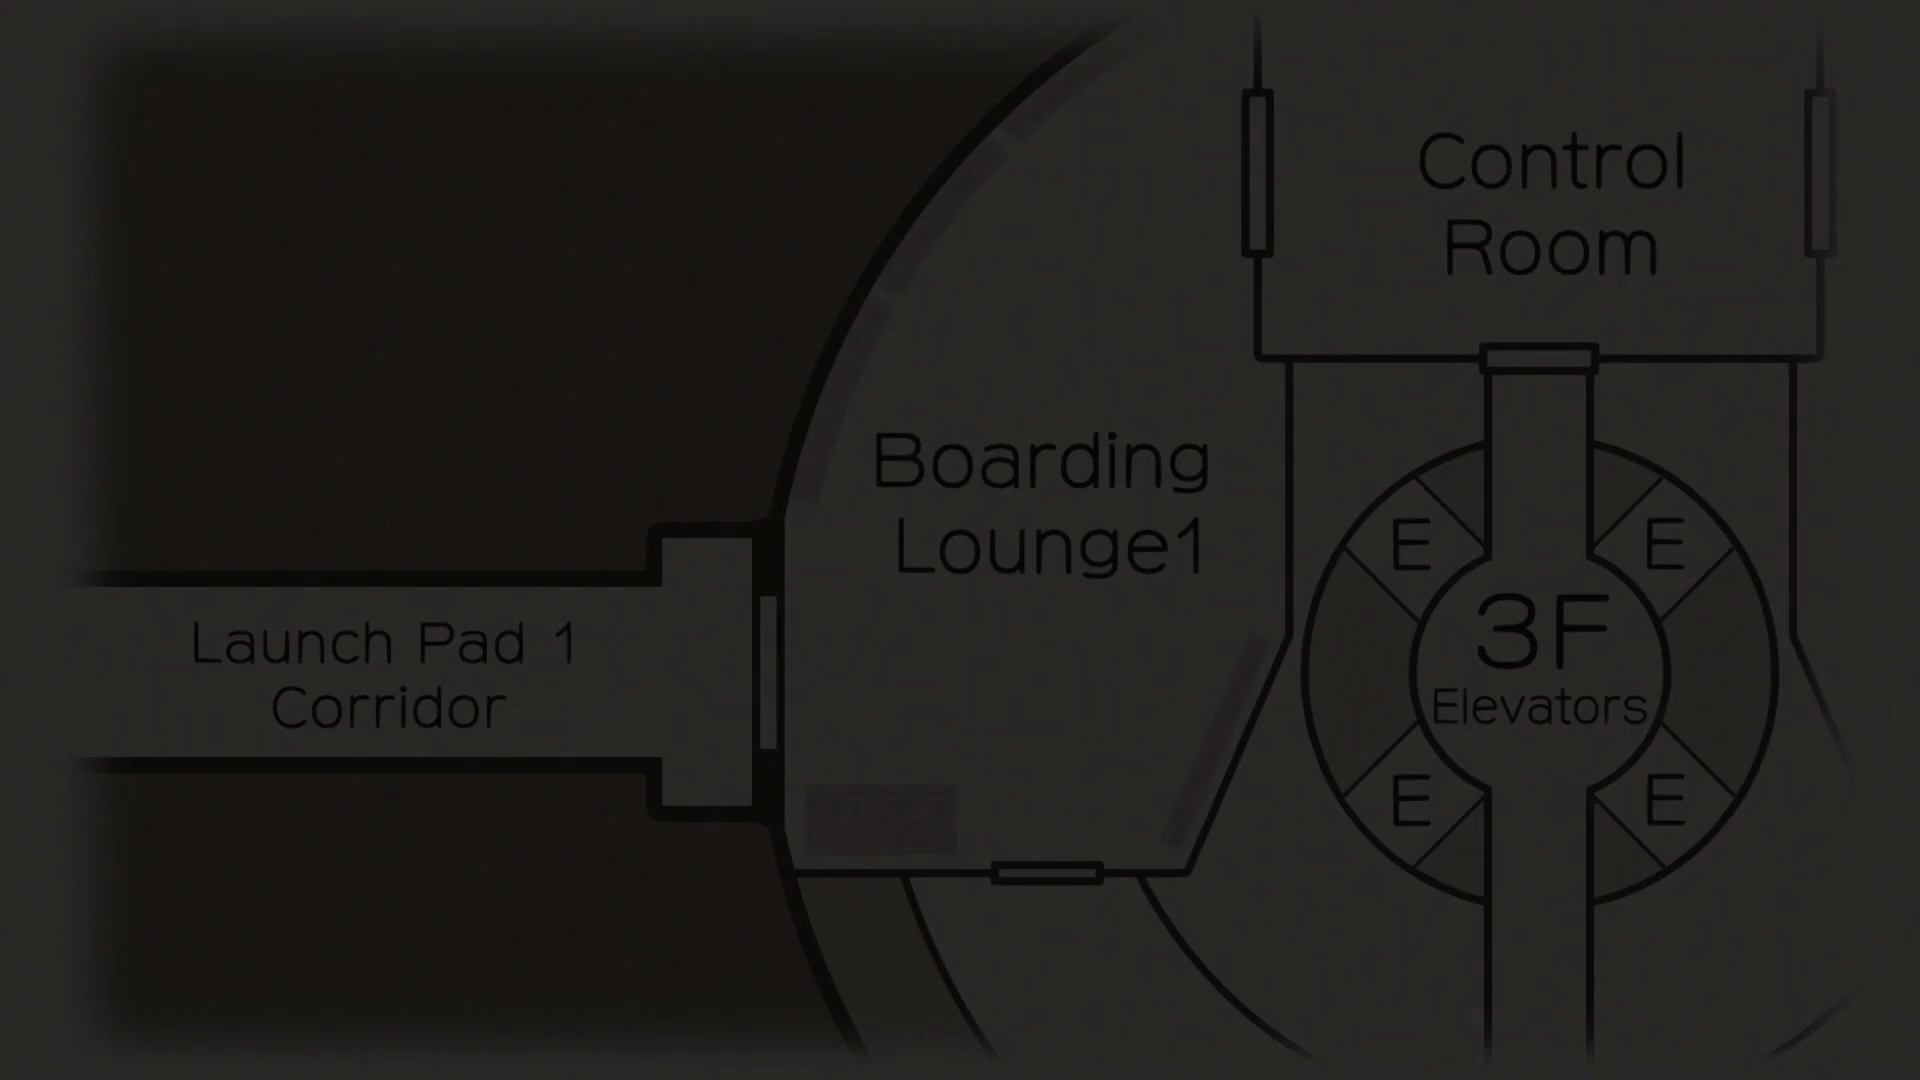 Control
Room
Boarding
Lounge1
E
E
3F
Elevators
Launch Pad 1
Corridor
E
E